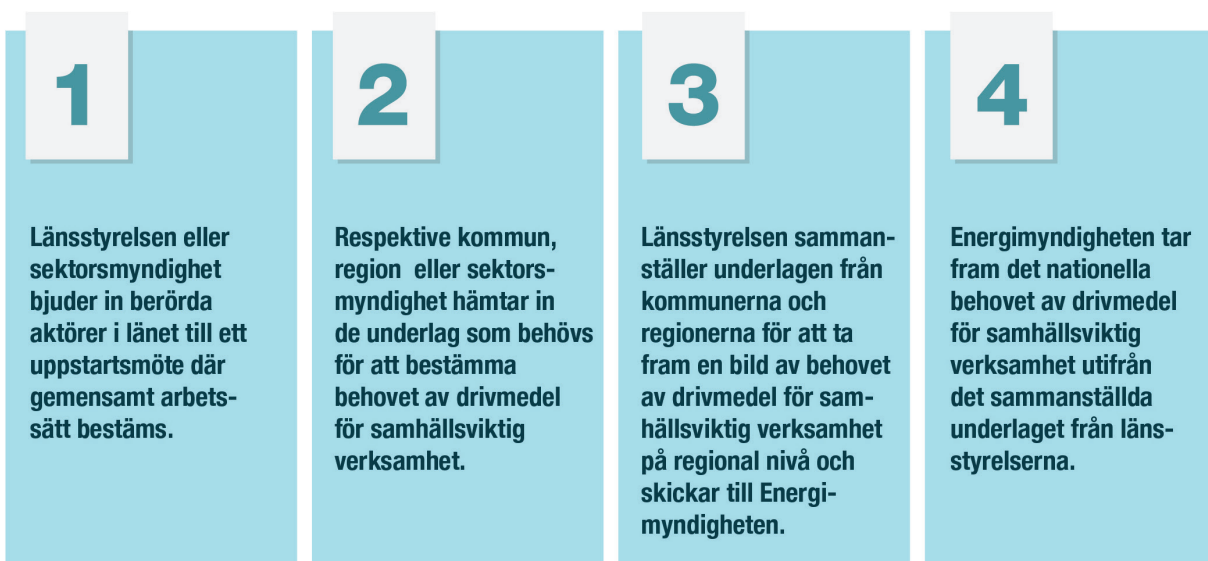 1
Länsstyrelsen eller
sektorsmyndighet
bjuder in berörda
aktörer i länet till ett
uppstartsmöte där
gemensamt arbets-
sätt bestäms.
2
Respektive kommun,
region eller sektors-
myndighet hämtar in
de underlag som behövs
för att bestämma
behovet av drivmedel
för samhällsviktig
verksamhet.
3
Länsstyrelsen samman-
ställer underlagen från
kommunerna och
regionerna för att ta
fram en bild av behovet
av drivmedel för sam-
hällsviktig verksamhet
på regional nivå och
skickar till Energi-
myndigheten.
4
Energimyndigheten tar
fram det nationella
behovet av drivmedel
för samhällsviktig
verksamhet utifrån
det sammanställda
underlaget från läns-
styrelserna.